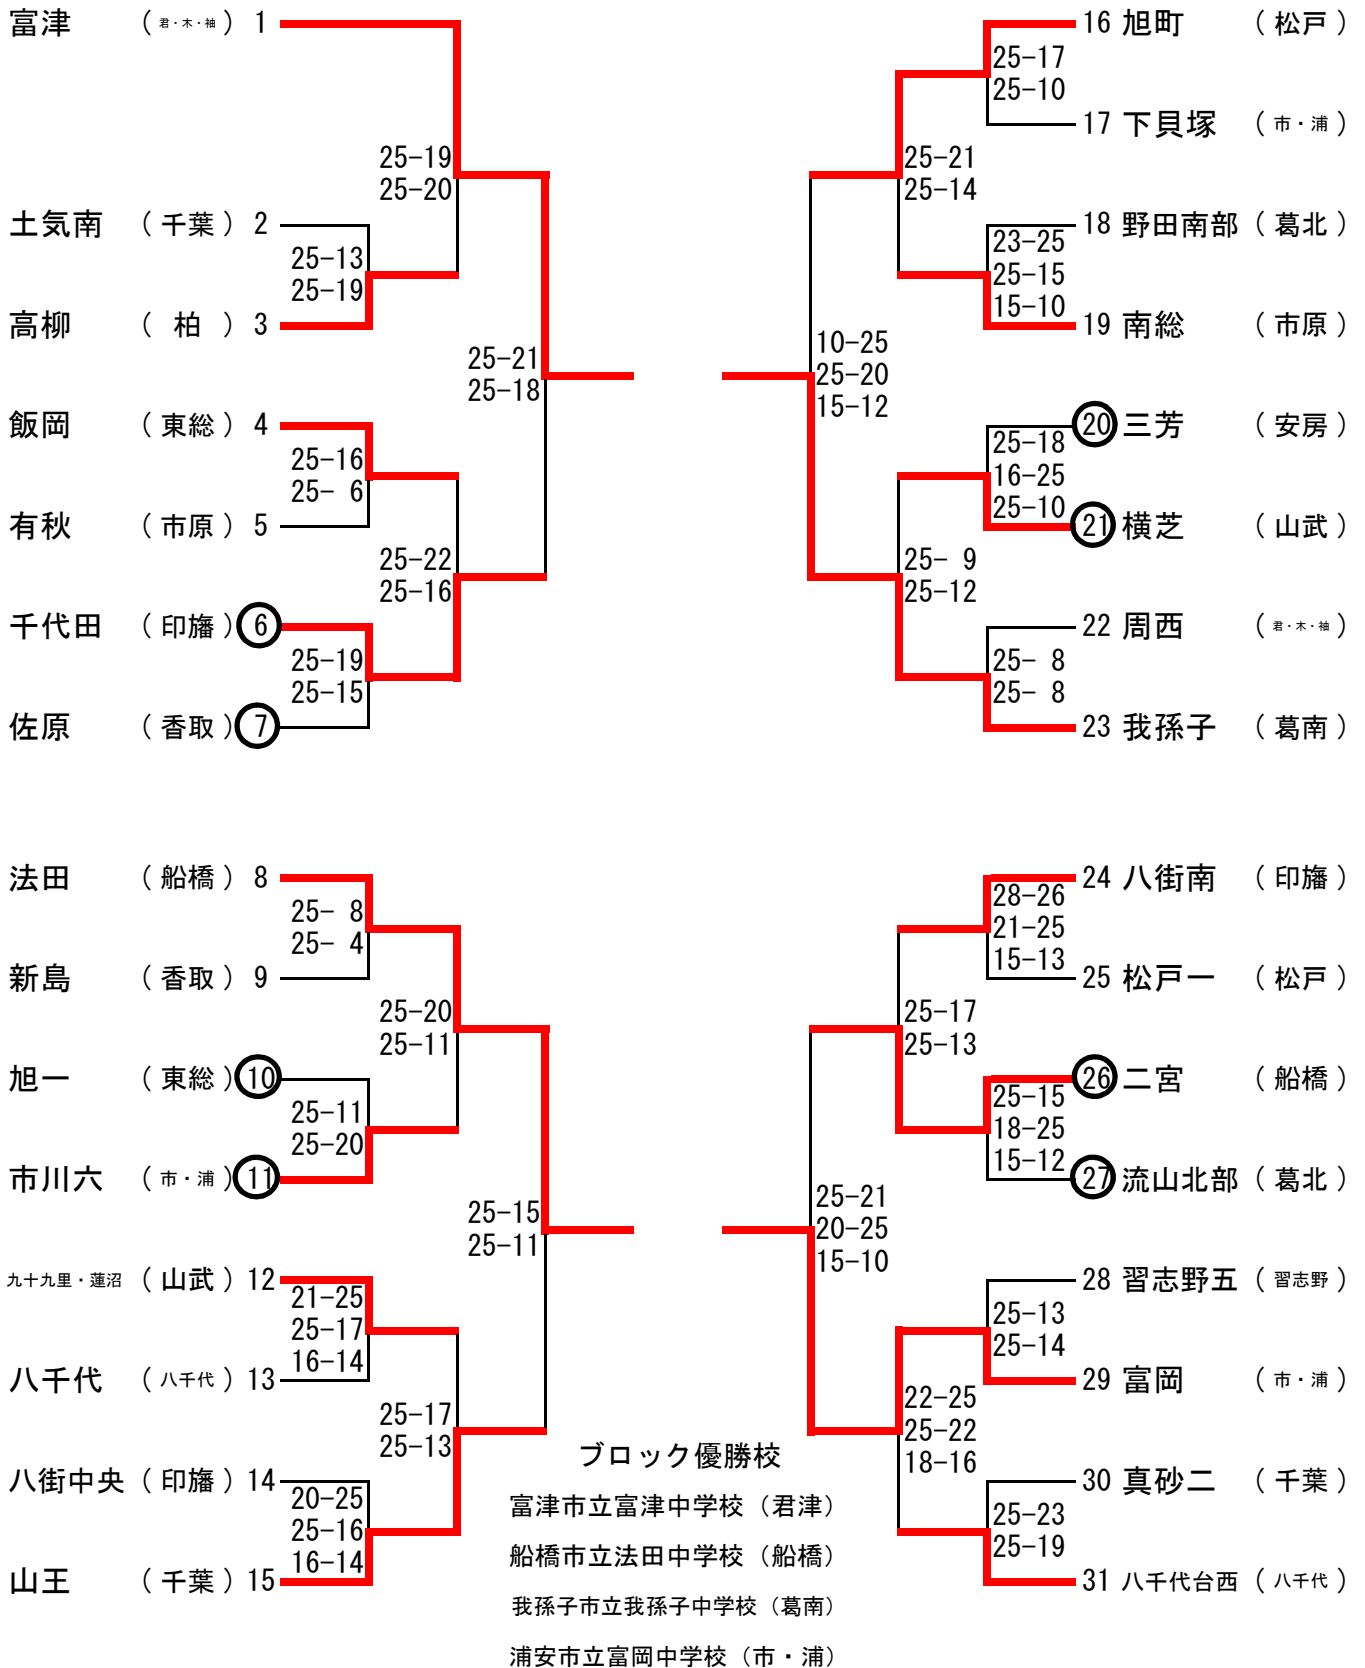 富津 （ 君・木・袖 ） 1
25-19
25-20
土気南 （ 千葉 ） 2
25-13
25-19
高柳 （ 柏 ） 3
25-21
25-18
飯岡 （ 東総 ） 4
25-16
25- 6
有秋 （ 市原 ） 5
25-22
25-16
千代田 （ 印旛 ） 6
25-19
25-15
佐原 （ 香取 ） 7
法田 （ 船橋 ） 8
25- 8
25- 4
新島 （ 香取 ） 9
25-20
25-11
旭一 （ 東総 ） 10
25-11
25-20
市川六 （ 市・浦 ） 11
25-15
25-11
九十九里・蓮沼 （ 山武 ） 12
21-25
25-17
16-14
八千代 （ 八千代 ） 13
25-17
25-13
八街中央 （ 印旛 ） 14
20-25
25-16
16-14
山王 （ 千葉 ） 15
16 旭町 （ 松戸 ）
25-17
25-10
17 下貝塚 （ 市・浦 ）
25-21
25-14
18 野田南部 （ 葛北 ）
23-25
25-15
15-10
19 南総 （ 市原 ）
10-25
25-20
15-12
20 三芳 （ 安房 ）
25-18
16-25
25-10
21 横芝 （ 山武 ）
25- 9
25-12
22 周西 （ 君・木・袖 ）
25- 8
25- 8
23 我孫子 （ 葛南 ）
24 八街南 （ 印旛 ）
28-26
21-25
15-13
25 松戸一 （ 松戸 ）
25-17
25-13
26 二宮 （ 船橋 ）
25-15
18-25
15-12
27 流山北部 （ 葛北 ）
25-21
20-25
15-10
28 習志野五 （ 習志野 ）
25-13
25-14
29 富岡 （ 市・浦 ）
22-25
25-22
18-16
30 真砂二 （ 千葉 ）
25-23
25-19
31 八千代台西 （ 八千代 ）
ブロック優勝校
富津市立富津中学校（君津）
船橋市立法田中学校（船橋）
我孫子市立我孫子中学校（葛南）
浦安市立富岡中学校（市・浦）